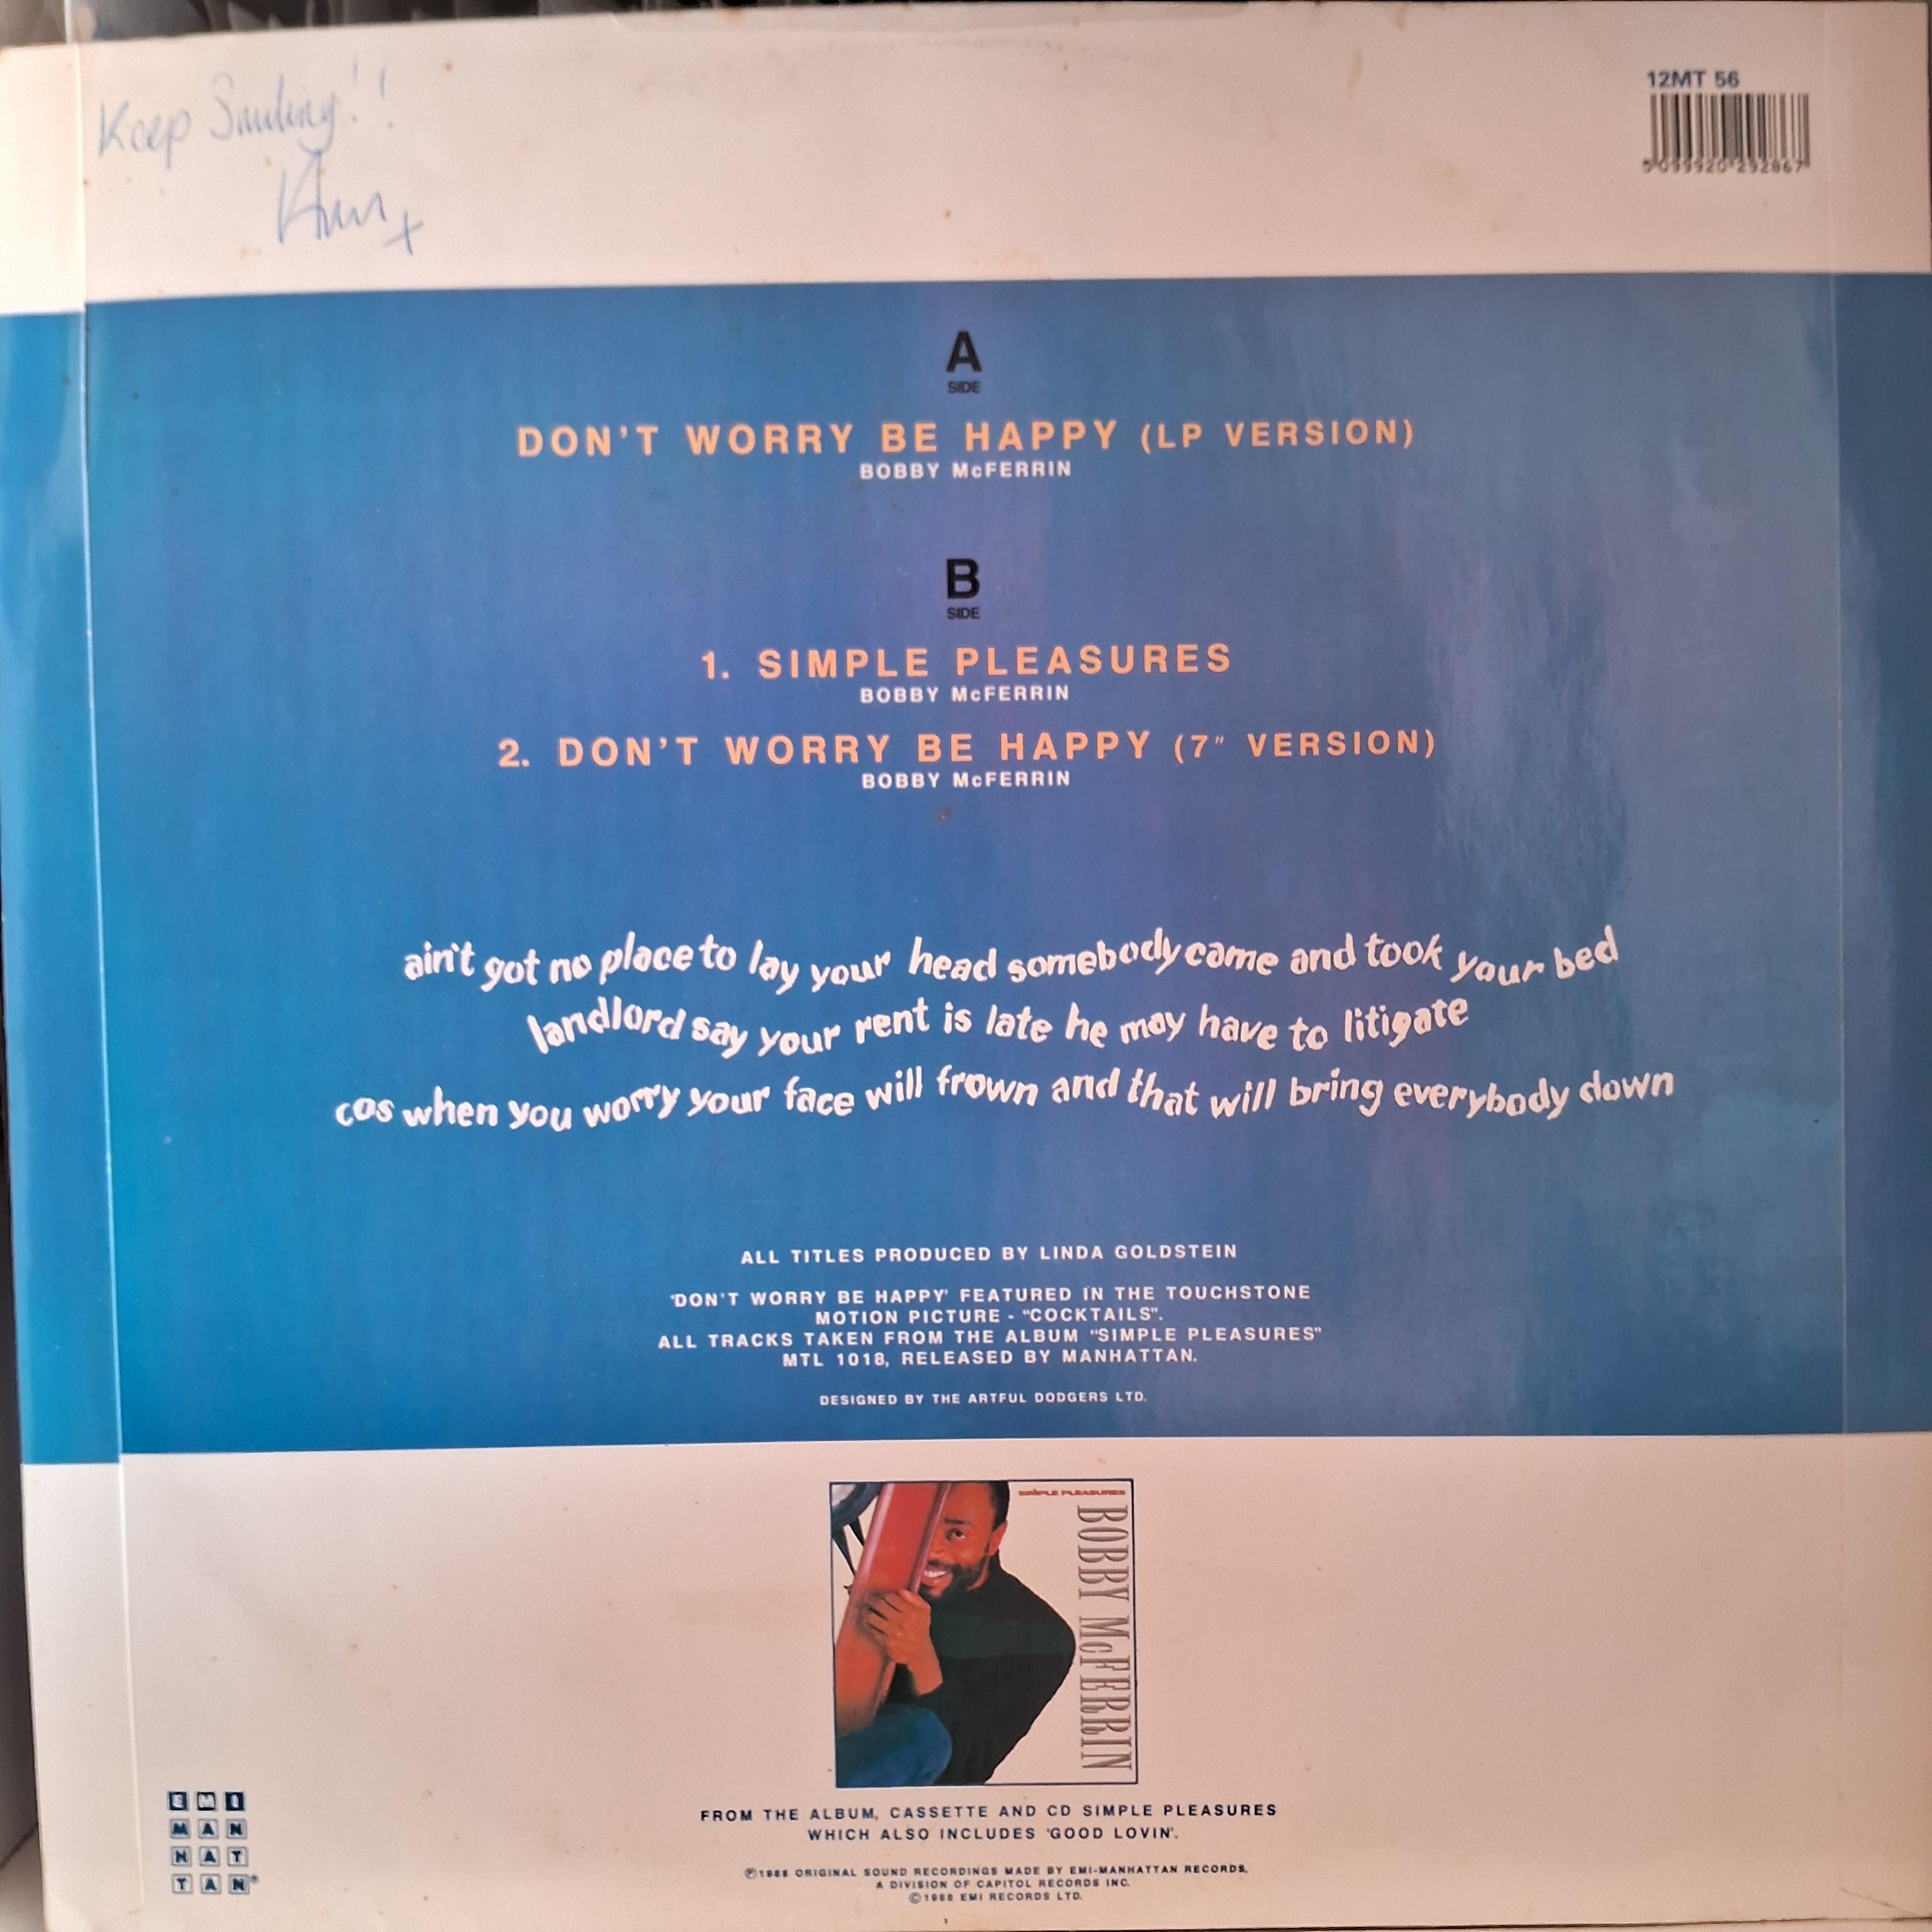 Keep Smiling!!
12MT 56
5 099920 292867
A
SIDE
DON'T WORRY BE HAPPY (LP VERSION)
BOBBY McFERRIN
B
SIDE
1. SIMPLE PLEASURES
BOBBY McFERRIN
2. DON'T WORRY BE HAPPY (7" VERSION)
BOBBY McFERRIN
ain't got no place to lay your head somebody came and took your bed
landlord say your rent is late he may have to litigate
cos when you worry your face will frown and that will bring everybody down
ALL TITLES PRODUCED BY LINDA GOLDSTEIN
'DON'T WORRY BE HAPPY' FEATURED IN THE TOUCHSTONE
MOTION PICTURE - "COCKTAILS".
ALL TRACKS TAKEN FROM THE ALBUM "SIMPLE PLEASURES"
MTL 1018, RELEASED BY MANHATTAN.
DESIGNED BY THE ARTFUL DODGERS LTD.
SIMPLE PLEASURES
BOBBY McFERRIN
EMI
MAN
HAT
TAN®
FROM THE ALBUM, CASSETTE AND CD SIMPLE PLEASURES
WHICH ALSO INCLUDES 'GOOD LOVIN'.
℗1988 ORIGINAL SOUND RECORDINGS MADE BY EMI-MANHATTAN RECORDS,
A DIVISION OF CAPITOL RECORDS INC.
©1988 EMI RECORDS LTD.